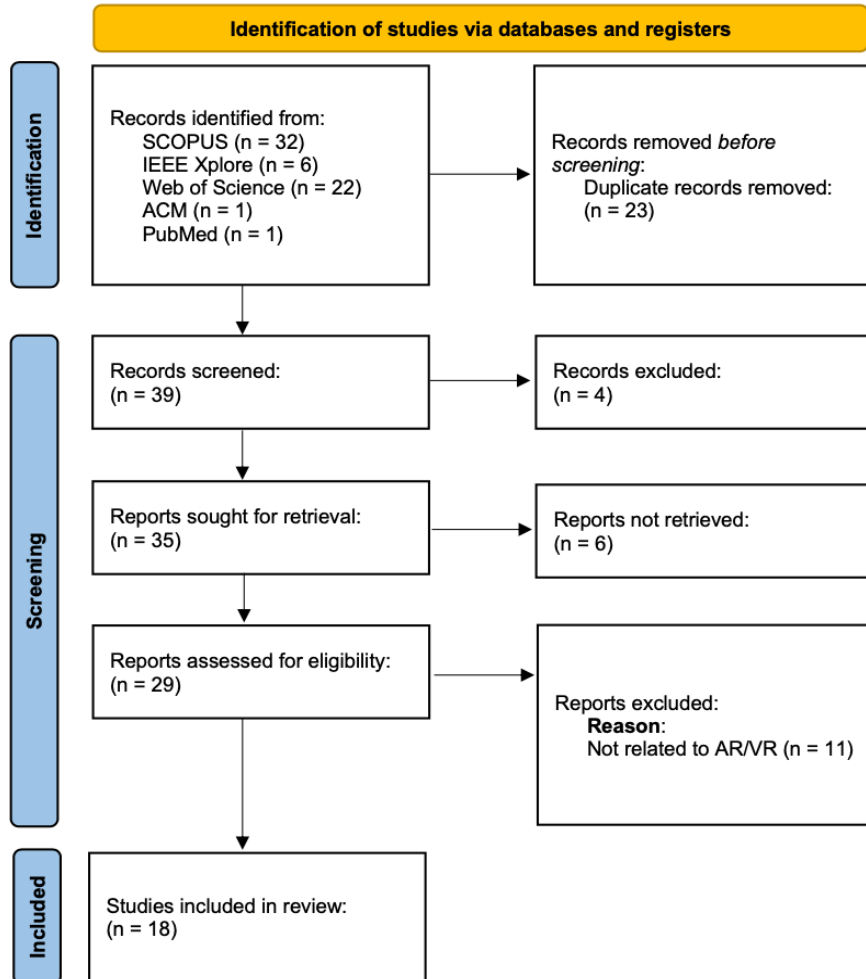 Identification of studies via databases and registers
Identification
Records identified from:
SCOPUS (n = 32)
IEEE Xplore (n = 6)
Web of Science (n = 22)
ACM (n = 1)
PubMed (n = 1)
Records removed before
screening:
Duplicate records removed:
(n = 23)
Screening
Records screened:
(n = 39)
Records excluded:
(n = 4)
Reports sought for retrieval:
(n = 35)
Reports not retrieved:
(n = 6)
Reports assessed for eligibility:
(n = 29)
Reports excluded:
Reason:
Not related to AR/VR (n = 11)
Included
Studies included in review:
(n = 18)